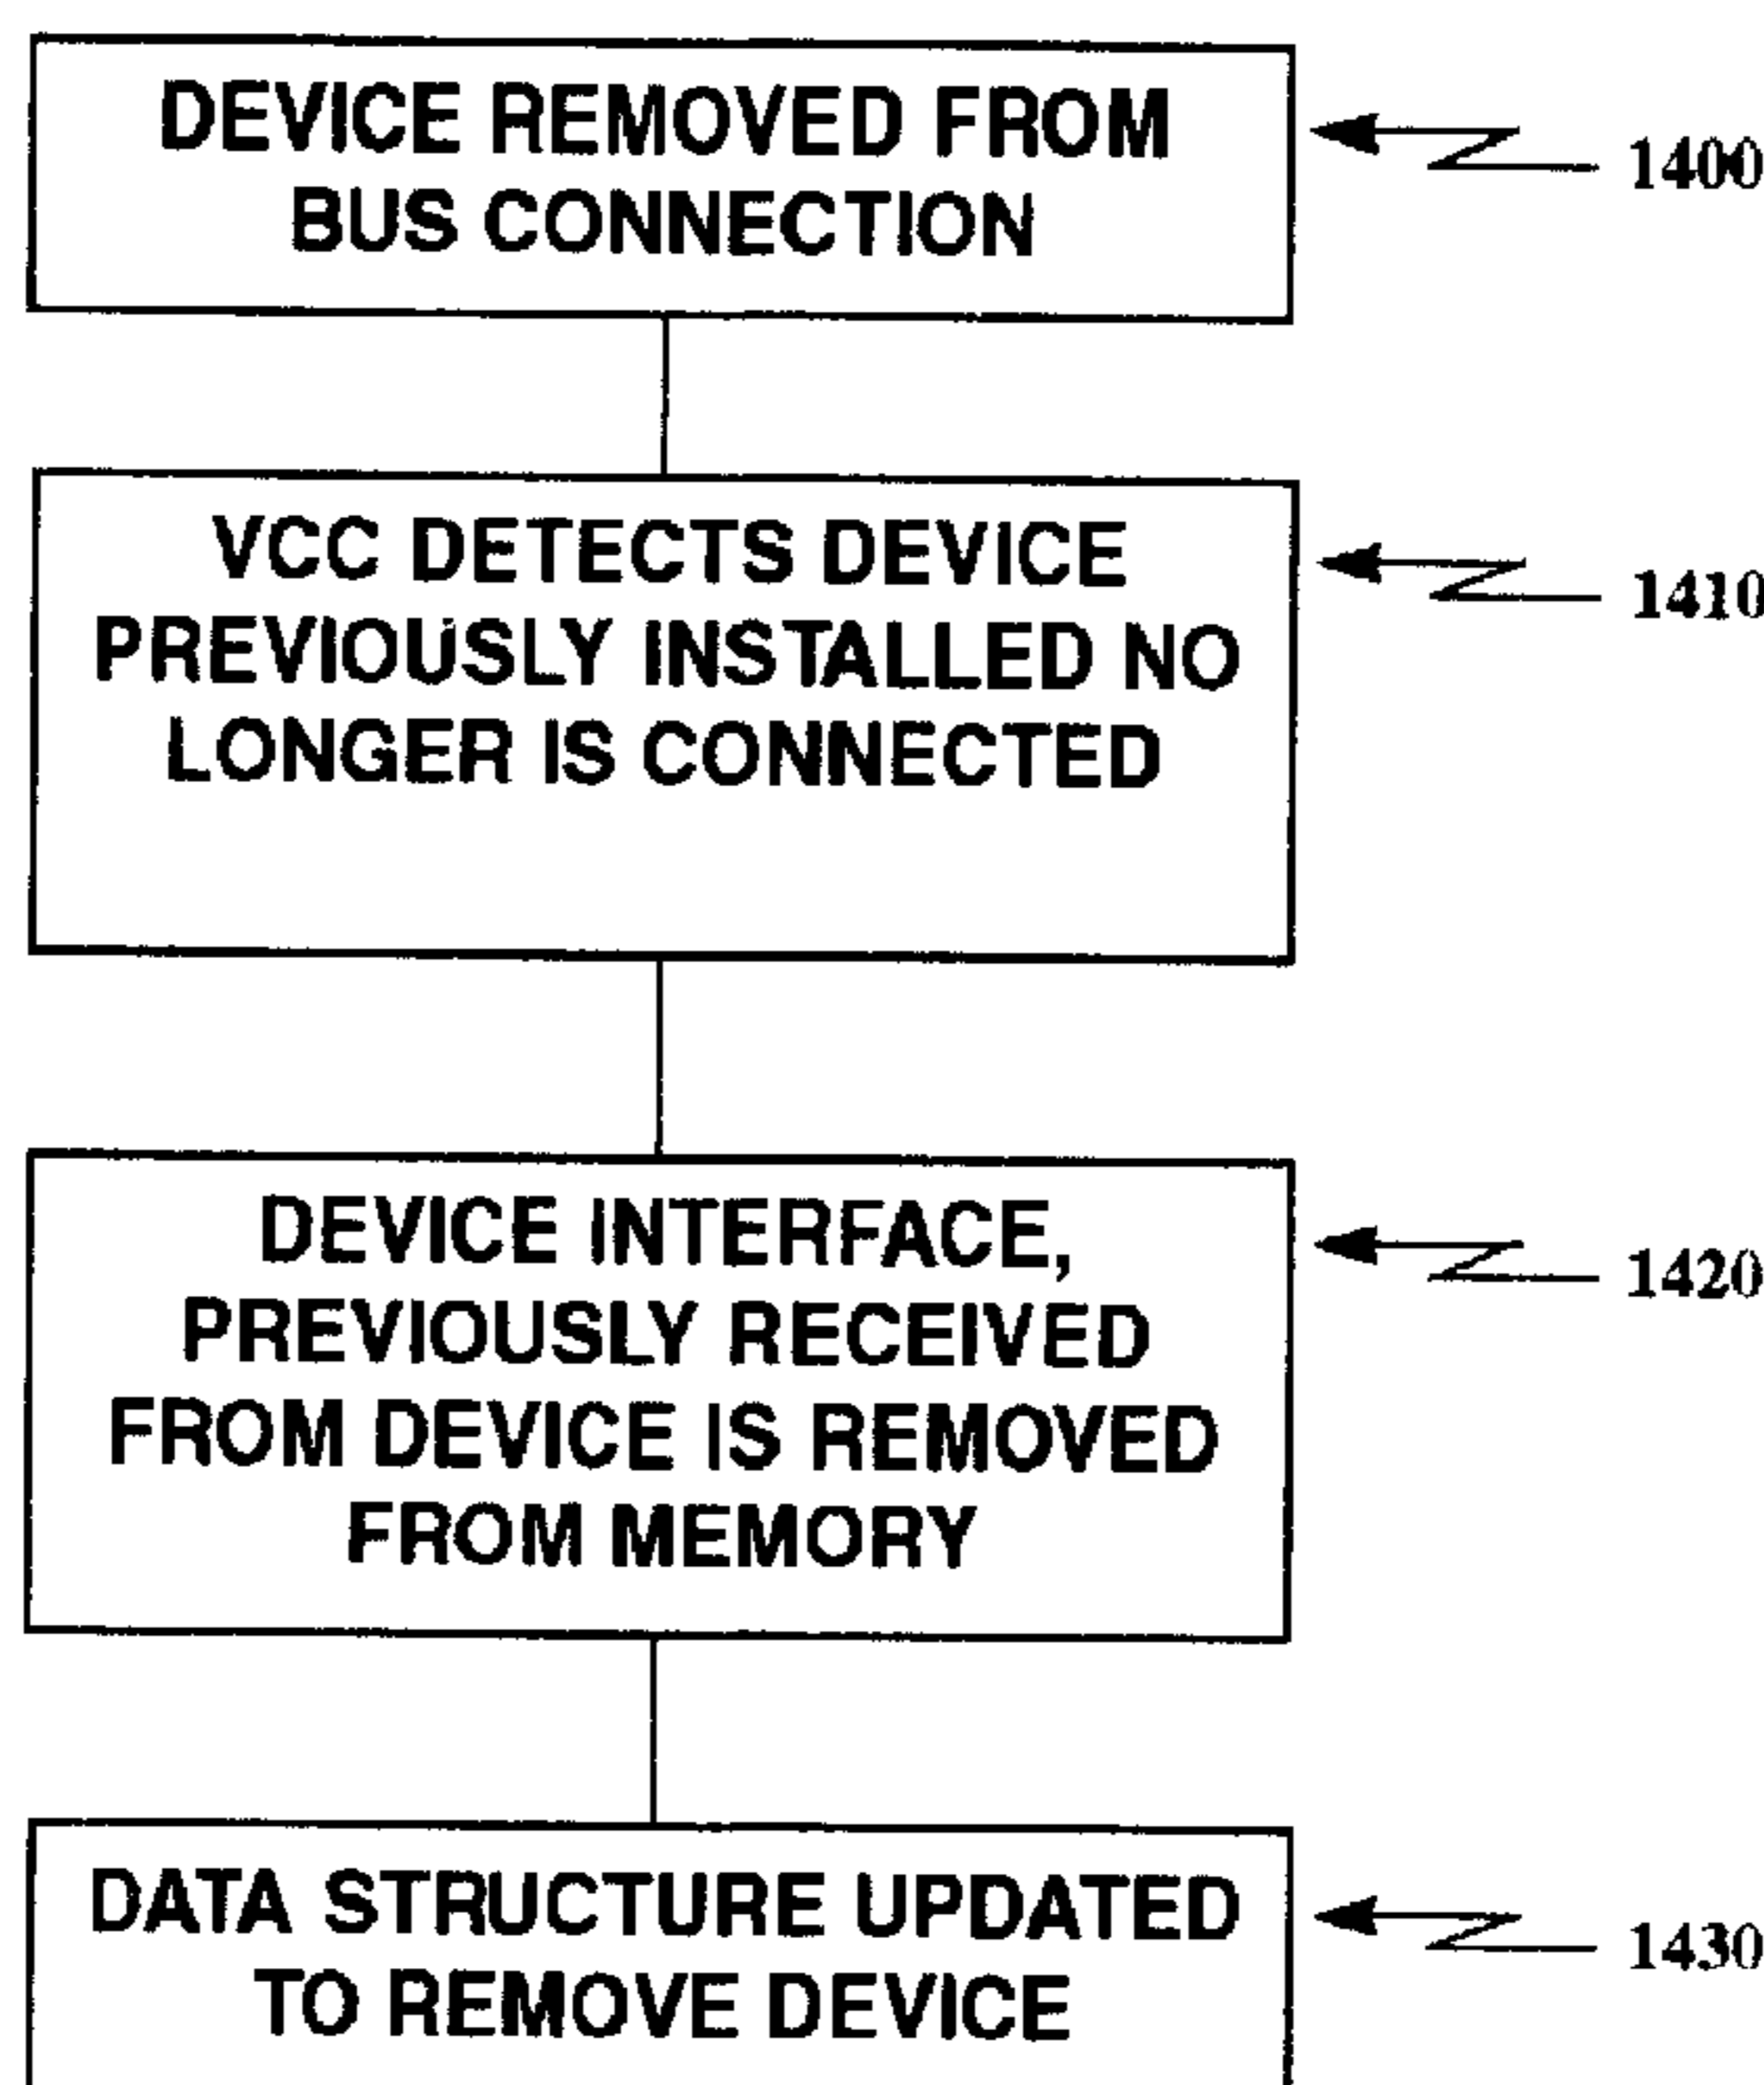 DEVICE REMOVED FROM
BUS CONNECTION
1400
VCC DETECTS DEVICE
PREVIOUSLY INSTALLED NO
LONGER IS CONNECTED
1410
DEVICE INTERFACE,
PREVIOUSLY RECEIVED
FROM DEVICE IS REMOVED
FROM MEMORY
1420
DATA STRUCTURE UPDATED
TO REMOVE DEVICE
1430